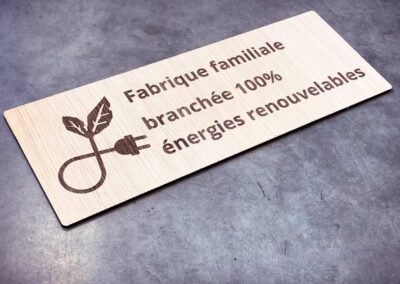 Fabrique familiale
branchée 100%
énergies renouvelables